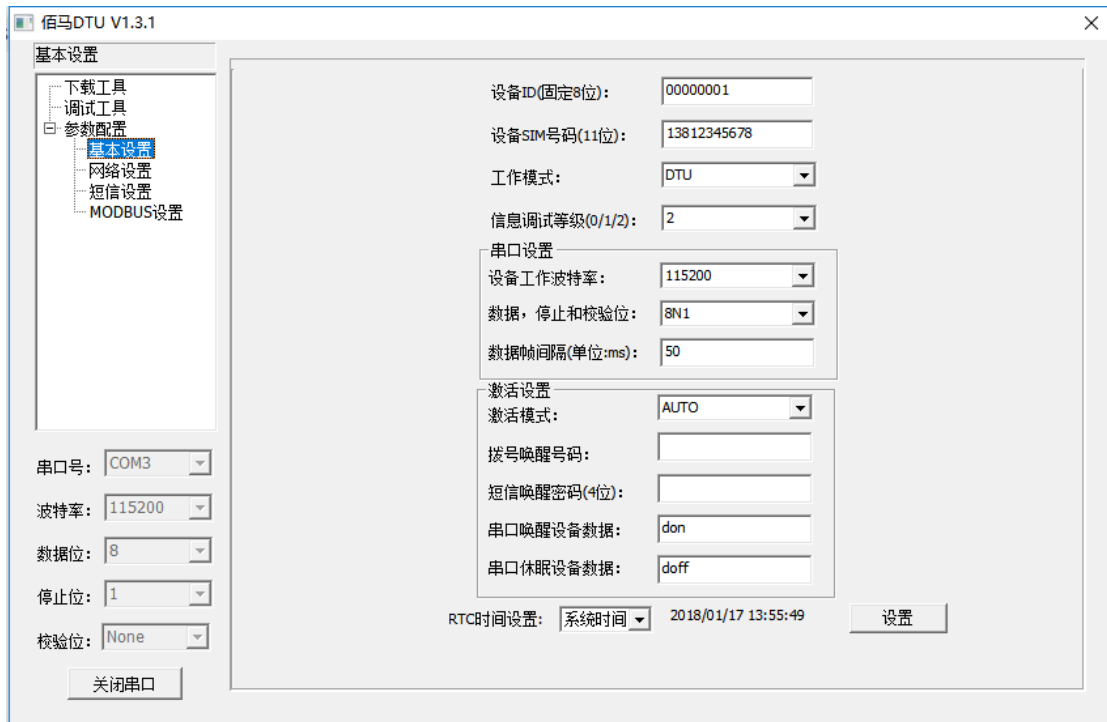 佰马DTU V1.3.1
基本设置
下载工具
调试工具
参数配置
基本设置
网络设置
短信设置
MODBUS设置
串口号: COM3
波特率: 115200
数据位: 8
停止位: 1
校验位: None
关闭串口
设备ID(固定8位): 00000001
设备SIM号码(11位): 13812345678
工作模式: DTU
信息调试等级(0/1/2): 2
串口设置
设备工作波特率: 115200
数据，停止和校验位: 8N1
数据帧间隔(单位:ms): 50
激活设置
激活模式: AUTO
拨号唤醒号码:
短信唤醒密码(4位):
串口唤醒设备数据: don
串口休眠设备数据: doff
RTC时间设置: 系统时间 2018/01/17 13:55:49 设置